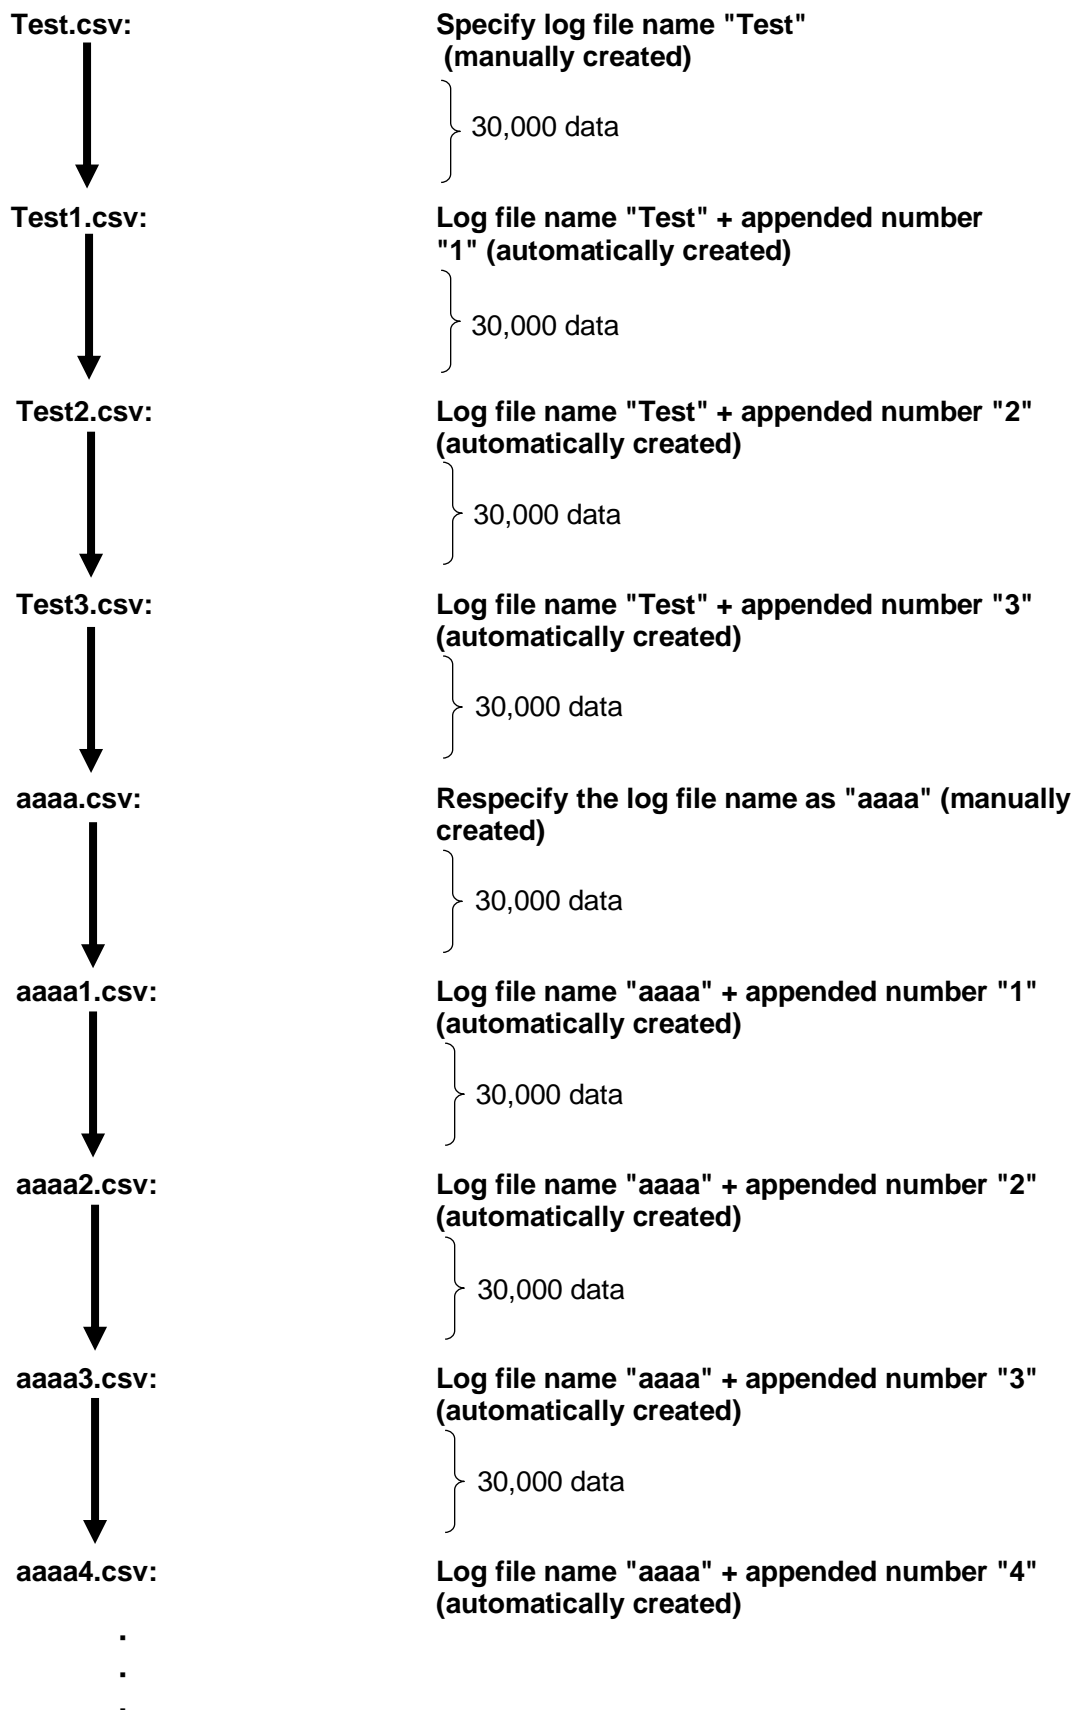 Test.csv:
Specify log file name "Test"
(manually created)
30,000 data
Test1.csv:
Log file name "Test" + appended number
"1" (automatically created)
30,000 data
Test2.csv:
Log file name "Test" + appended number "2"
(automatically created)
30,000 data
Test3.csv:
Log file name "Test" + appended number "3"
(automatically created)
30,000 data
aaaa.csv:
Respecify the log file name as "aaaa" (manually
created)
30,000 data
aaaa1.csv:
Log file name "aaaa" + appended number "1"
(automatically created)
30,000 data
aaaa2.csv:
Log file name "aaaa" + appended number "2"
(automatically created)
30,000 data
aaaa3.csv:
Log file name "aaaa" + appended number "3"
(automatically created)
30,000 data
aaaa4.csv:
Log file name "aaaa" + appended number "4"
(automatically created)
.
.
.